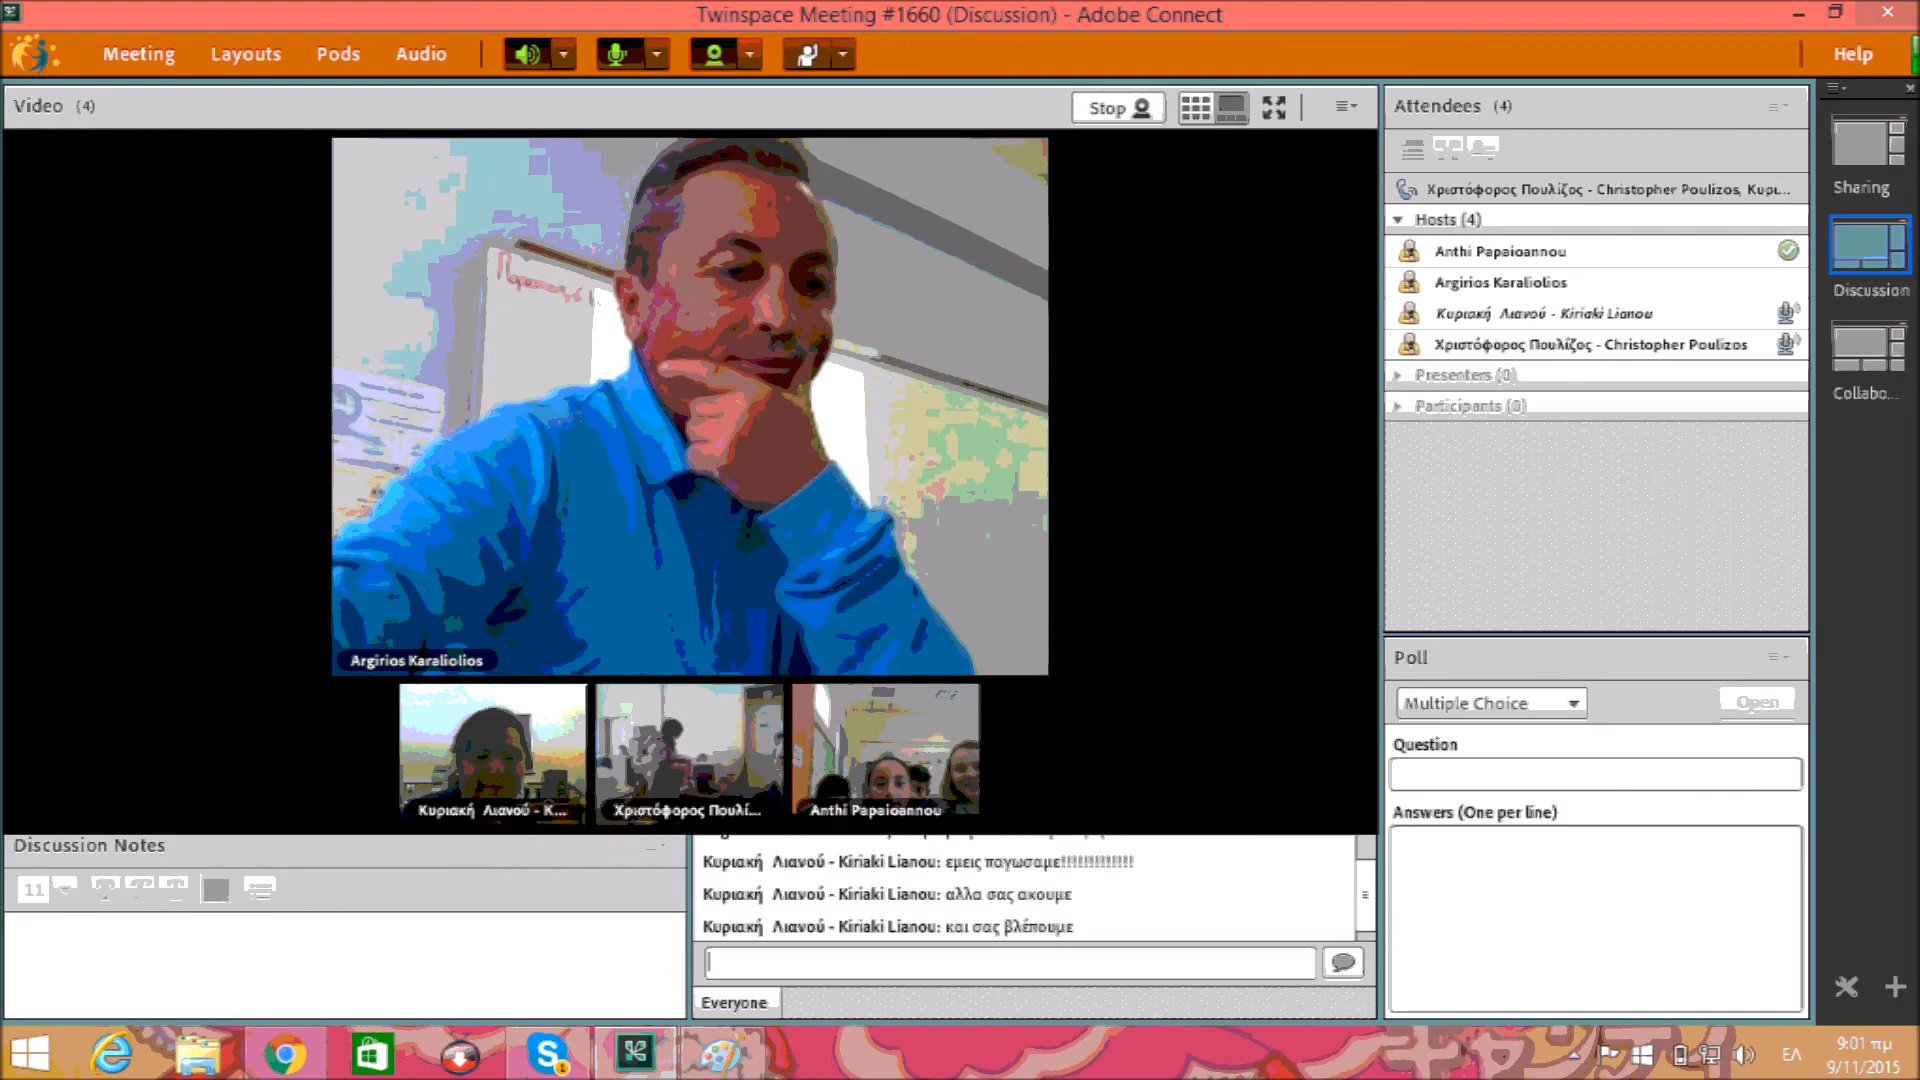 Twinspace Meeting #1660 (Discussion) - Adobe Connect
Meeting Layouts Pods Audio Help
Video (4) Stop
Attendees (4)
Χριστόφορος Πουλίζος - Christopher Poulizos, Κυρι...
Hosts (4)
Anthi Papaioannou
Argirios Karaliolios
Κυριακή Λιανού - Kiriaki Lianou
Χριστόφορος Πουλίζος - Christopher Poulizos
Presenters (0)
Participants (0)
Sharing
Discussion
Collabo...
Argirios Karaliolios
Κυριακή Λιανού - Κ...
Χριστόφορος Πουλί...
Anthi Papaioannou
Poll
Multiple Choice Open
Question
Answers (One per line)
Discussion Notes
11
Κυριακή Λιανού - Kiriaki Lianou: εμεις παγωσαμε!!!!!!!!!!!!!!
Κυριακή Λιανού - Kiriaki Lianou: αλλα σας ακουμε
Κυριακή Λιανού - Kiriaki Lianou: και σας βλέπουμε
Everyone
ΕΛ
9:01 πμ
9/11/2015